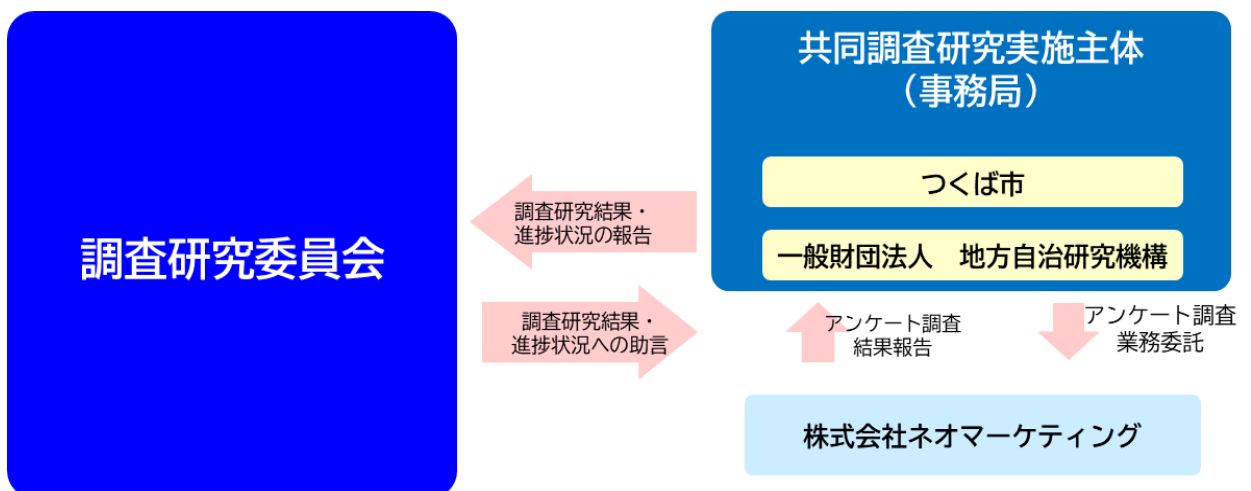 調査研究委員会
調査研究結果・
進捗状況の報告
調査研究結果・
進捗状況への助言
共同調査研究実施主体
（事務局）
つくば市
一般財団法人　地方自治研究機構
アンケート調査
結果報告
アンケート調査
業務委託
株式会社ネオマーケティング